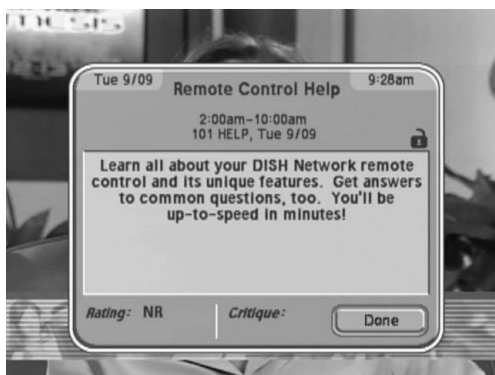 Tue 9/09
Remote Control Help
9:28am
2:00am-10:00am
101 HELP, Tue 9/09
Learn all about your DISH Network remote
control and its unique features. Get answers
to common questions, too. You'll be
up-to-speed in minutes!
Rating: NR
Critique:
Done